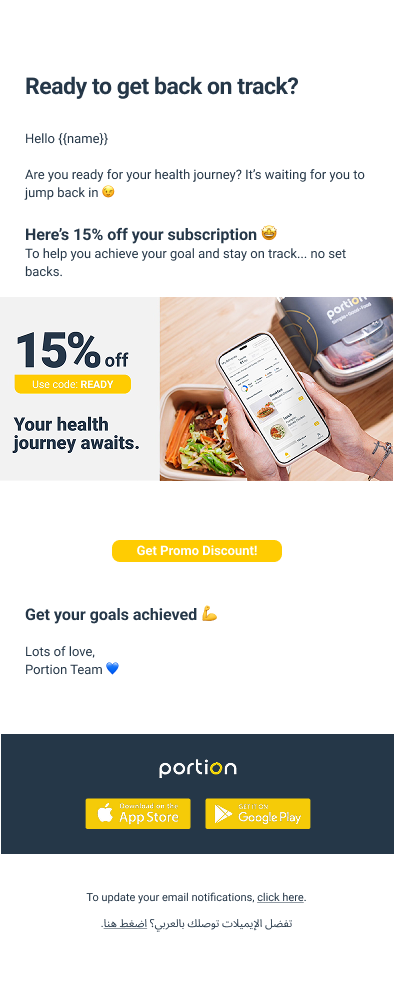 Ready to get back on track?
Hello {{name}}
Are you ready for your health journey? It’s waiting for you to
jump back in 😉
Here’s 15% off your subscription 🤩
To help you achieve your goal and stay on track... no set
backs.
15% off
Use code: READY
Your health
journey awaits.
portion
Breakfast
Lunch
Get Promo Discount!
Get your goals achieved 💪
Lots of love,
Portion Team 💙
portion
Download on the
App Store
GET IT ON
Google Play
To update your email notifications, click here.
تفضل الإيميلات توصلك بالعربي؟ اضغط هنا.